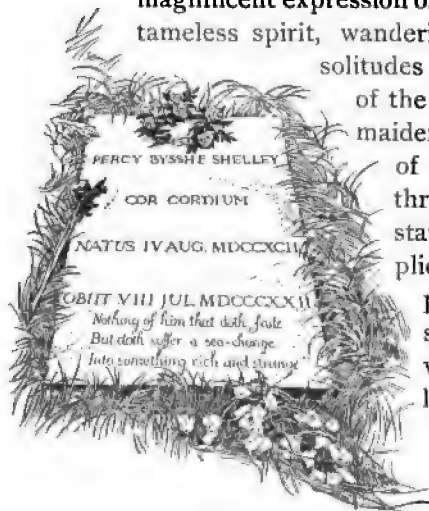 magnificent expression o
tameless spirit, wanderi
solitudes
of the
maiden
of
thr
sta
plic
PERCY BYSSHE SHELLEY
COR CORDIUM
NATUS IV AUG. MDCCXCII
OBIIT VIII JUL. MDCCCXXII
Nothing of him that doth fade
But doth suffer a sea-change
Into something rich and strange